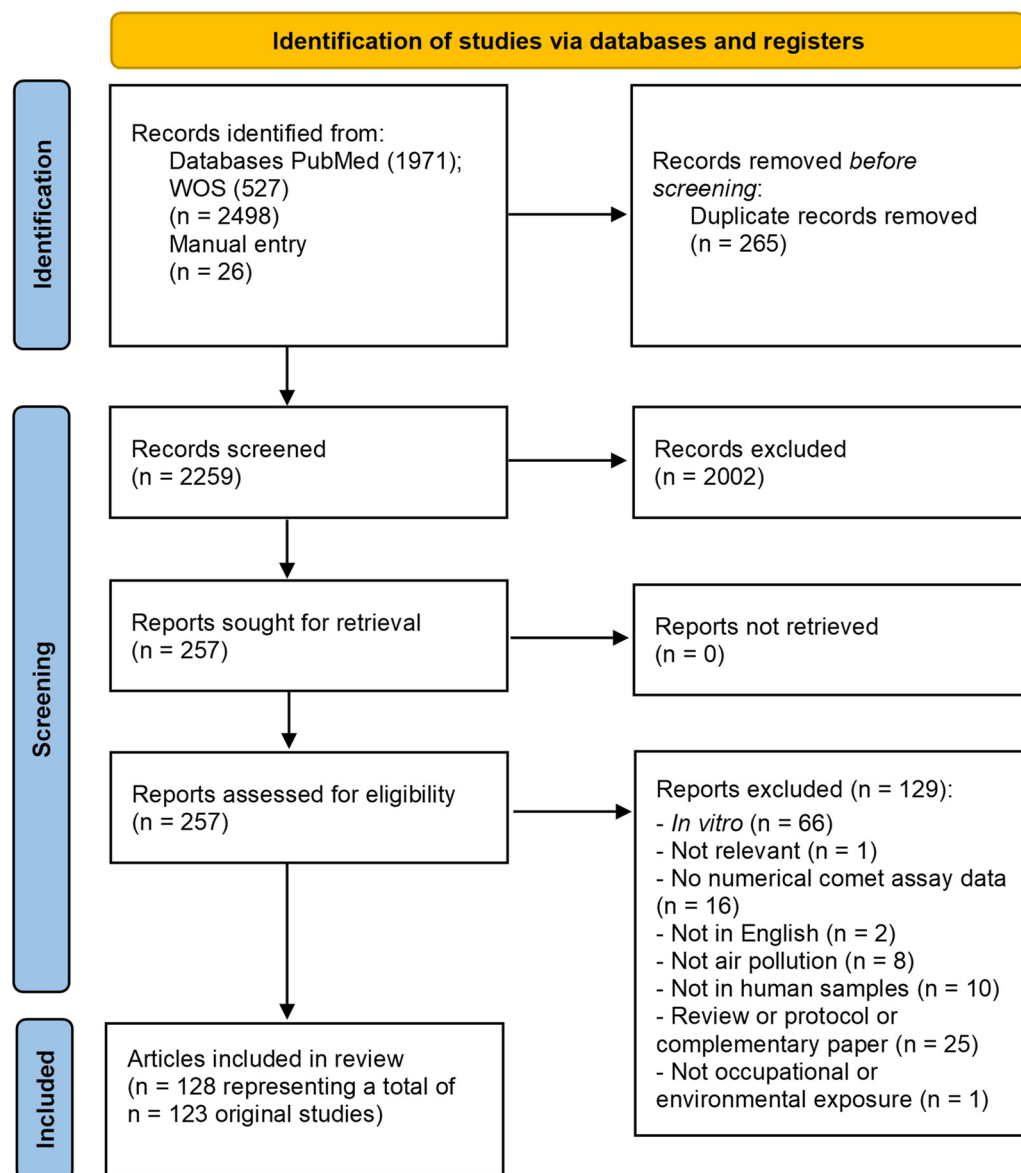 Identification of studies via databases and registers
Identification
Records identified from:
Databases PubMed (1971);
WOS (527)
(n = 2498)
Manual entry
(n = 26)
Records removed before
screening:
Duplicate records removed
(n = 265)
Screening
Records screened
(n = 2259)
Records excluded
(n = 2002)
Reports sought for retrieval
(n = 257)
Reports not retrieved
(n = 0)
Reports assessed for eligibility
(n = 257)
Reports excluded (n = 129):
- In vitro (n = 66)
- Not relevant (n = 1)
- No numerical comet assay data
(n = 16)
- Not in English (n = 2)
- Not air pollution (n = 8)
- Not in human samples (n = 10)
- Review or protocol or
complementary paper (n = 25)
- Not occupational or
environmental exposure (n = 1)
Included
Articles included in review
(n = 128 representing a total of
n = 123 original studies)